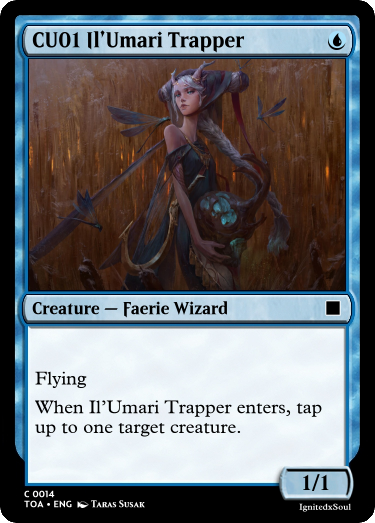 CU01 Il'Umari Trapper
Creature — Faerie Wizard
Flying
When Il'Umari Trapper enters, tap
up to one target creature.
1/1
C 0014
TOA • ENG Taras Susak
IgnitedxSoul